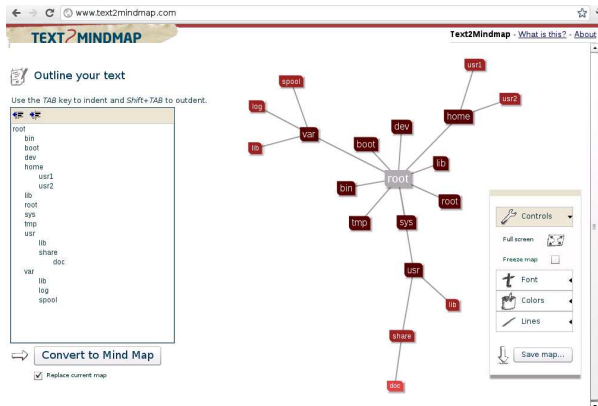 www.text2mindmap.com
TEXT2MINDMAP
Text2Mindmap - What is this? - About
Outline your text
Use the TAB key to indent and Shift+TAB to outdent.
root
bin
boot
dev
home
usr1
usr2
lib
root
sys
tmp
usr
lib
share
doc
var
lib
log
spool
Convert to Mind Map
Replace current map
usr1
spool
usr2
log
home
dev
var
boot
lib
lib
root
bin
root
tmp
sys
usr
lib
share
doc
Controls
Full screen
Freeze map
Font
Colors
Lines
Save map...